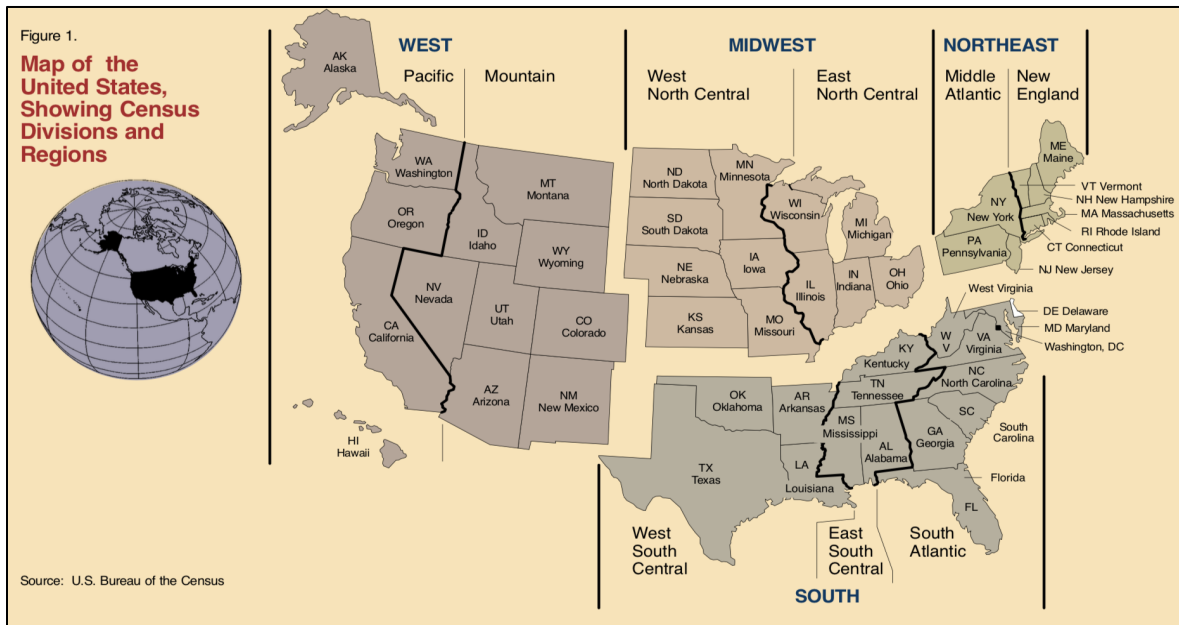 Figure 1.
Map of the
United States,
Showing Census
Divisions and
Regions
WEST
Pacific
Mountain
MIDWEST
West
North Central
East
North Central
NORTHEAST
Middle
Atlantic
New
England
AK
Alaska
WA
Washington
OR
Oregon
CA
California
HI
Hawaii
MT
Montana
ID
Idaho
WY
Wyoming
NV
Nevada
UT
Utah
CO
Colorado
AZ
Arizona
NM
New Mexico
ND
North Dakota
MN
Minnesota
SD
South Dakota
NE
Nebraska
IA
Iowa
KS
Kansas
MO
Missouri
WI
Wisconsin
MI
Michigan
IL
Illinois
IN
Indiana
OH
Ohio
NY
New York
PA
Pennsylvania
NJ New Jersey
ME
Maine
VT Vermont
NH New Hampshire
MA Massachusetts
RI Rhode Island
CT Connecticut
OK
Oklahoma
AR
Arkansas
TX
Texas
LA
Louisiana
KY
Kentucky
TN
Tennessee
MS
Mississippi
AL
Alabama
West Virginia
W
V
DE Delaware
MD Maryland
Washington, DC
VA
Virginia
NC
North Carolina
SC
South
Carolina
GA
Georgia
Florida
FL
West
South
Central
East
South
Central
South
Atlantic
SOUTH
Source: U.S. Bureau of the Census